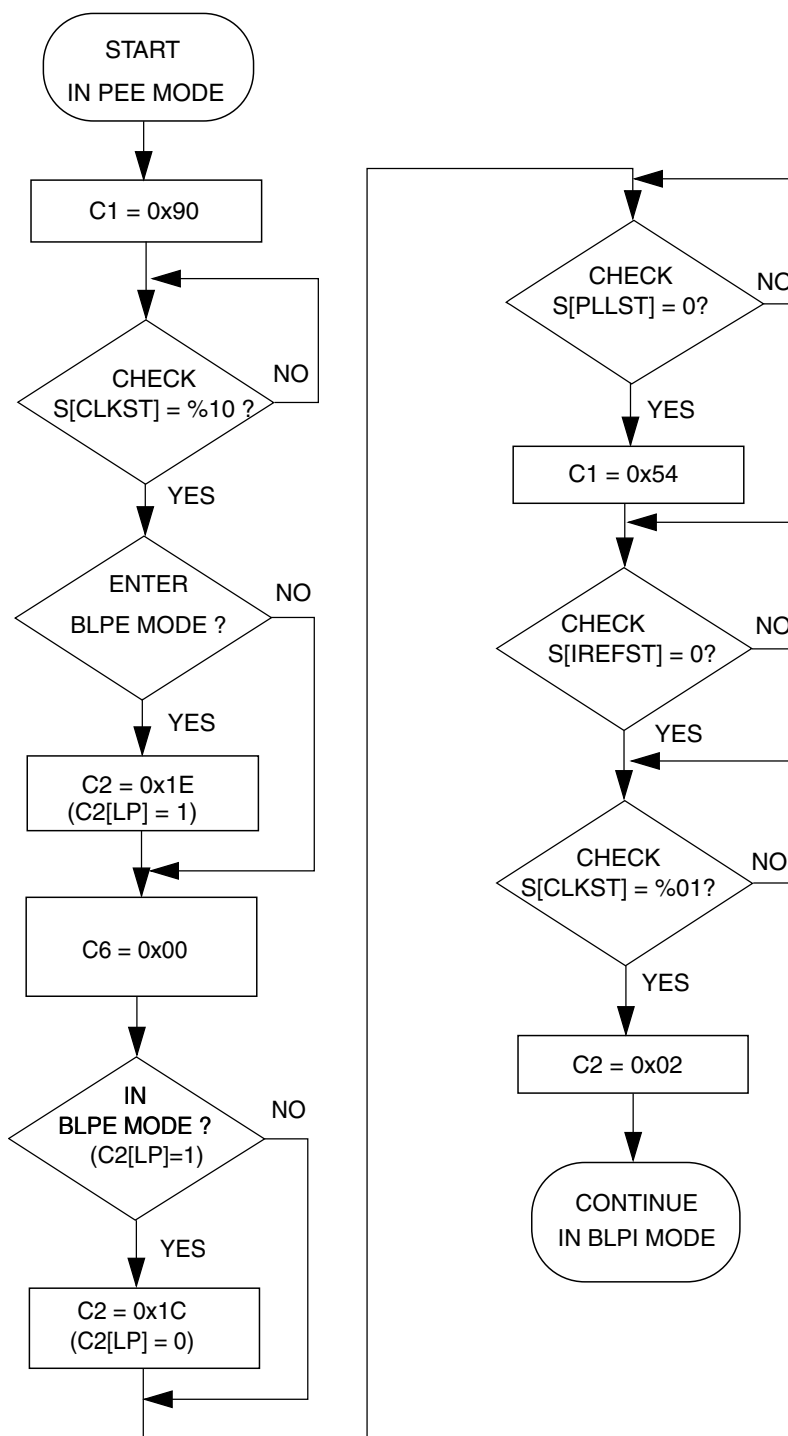 START
IN PEE MODE
C1 = 0x90
CHECK
S[CLKST] = %10 ?
NO
YES
ENTER
BLPE MODE ?
NO
YES
C2 = 0x1E
(C2[LP] = 1)
C6 = 0x00
IN
BLPE MODE ?
(C2[LP]=1)
NO
YES
C2 = 0x1C
(C2[LP] = 0)
CHECK
S[PLLST] = 0?
NO
YES
C1 = 0x54
CHECK
S[IREFST] = 0?
NO
YES
CHECK
S[CLKST] = %01?
NO
YES
C2 = 0x02
CONTINUE
IN BLPI MODE